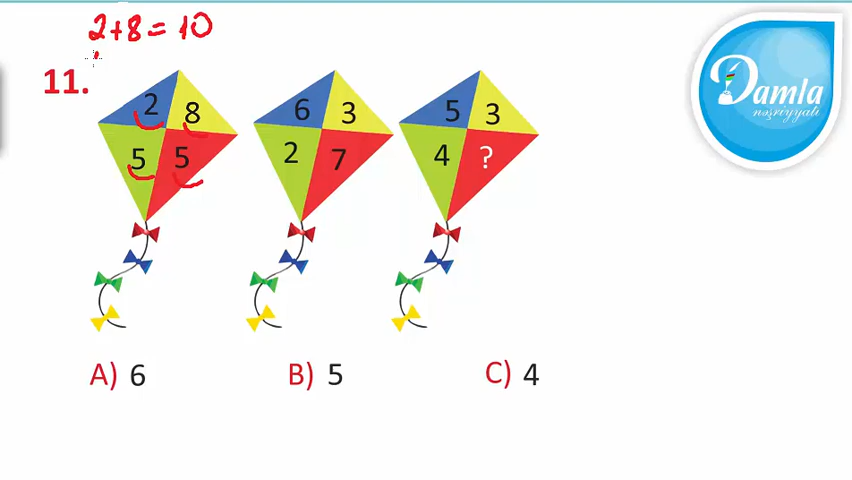 2+8=10
11.
2 8 6 3 5 3
5 5 2 7 4 ?
A) 6 B) 5 C) 4
Damla
nəşriyyatı